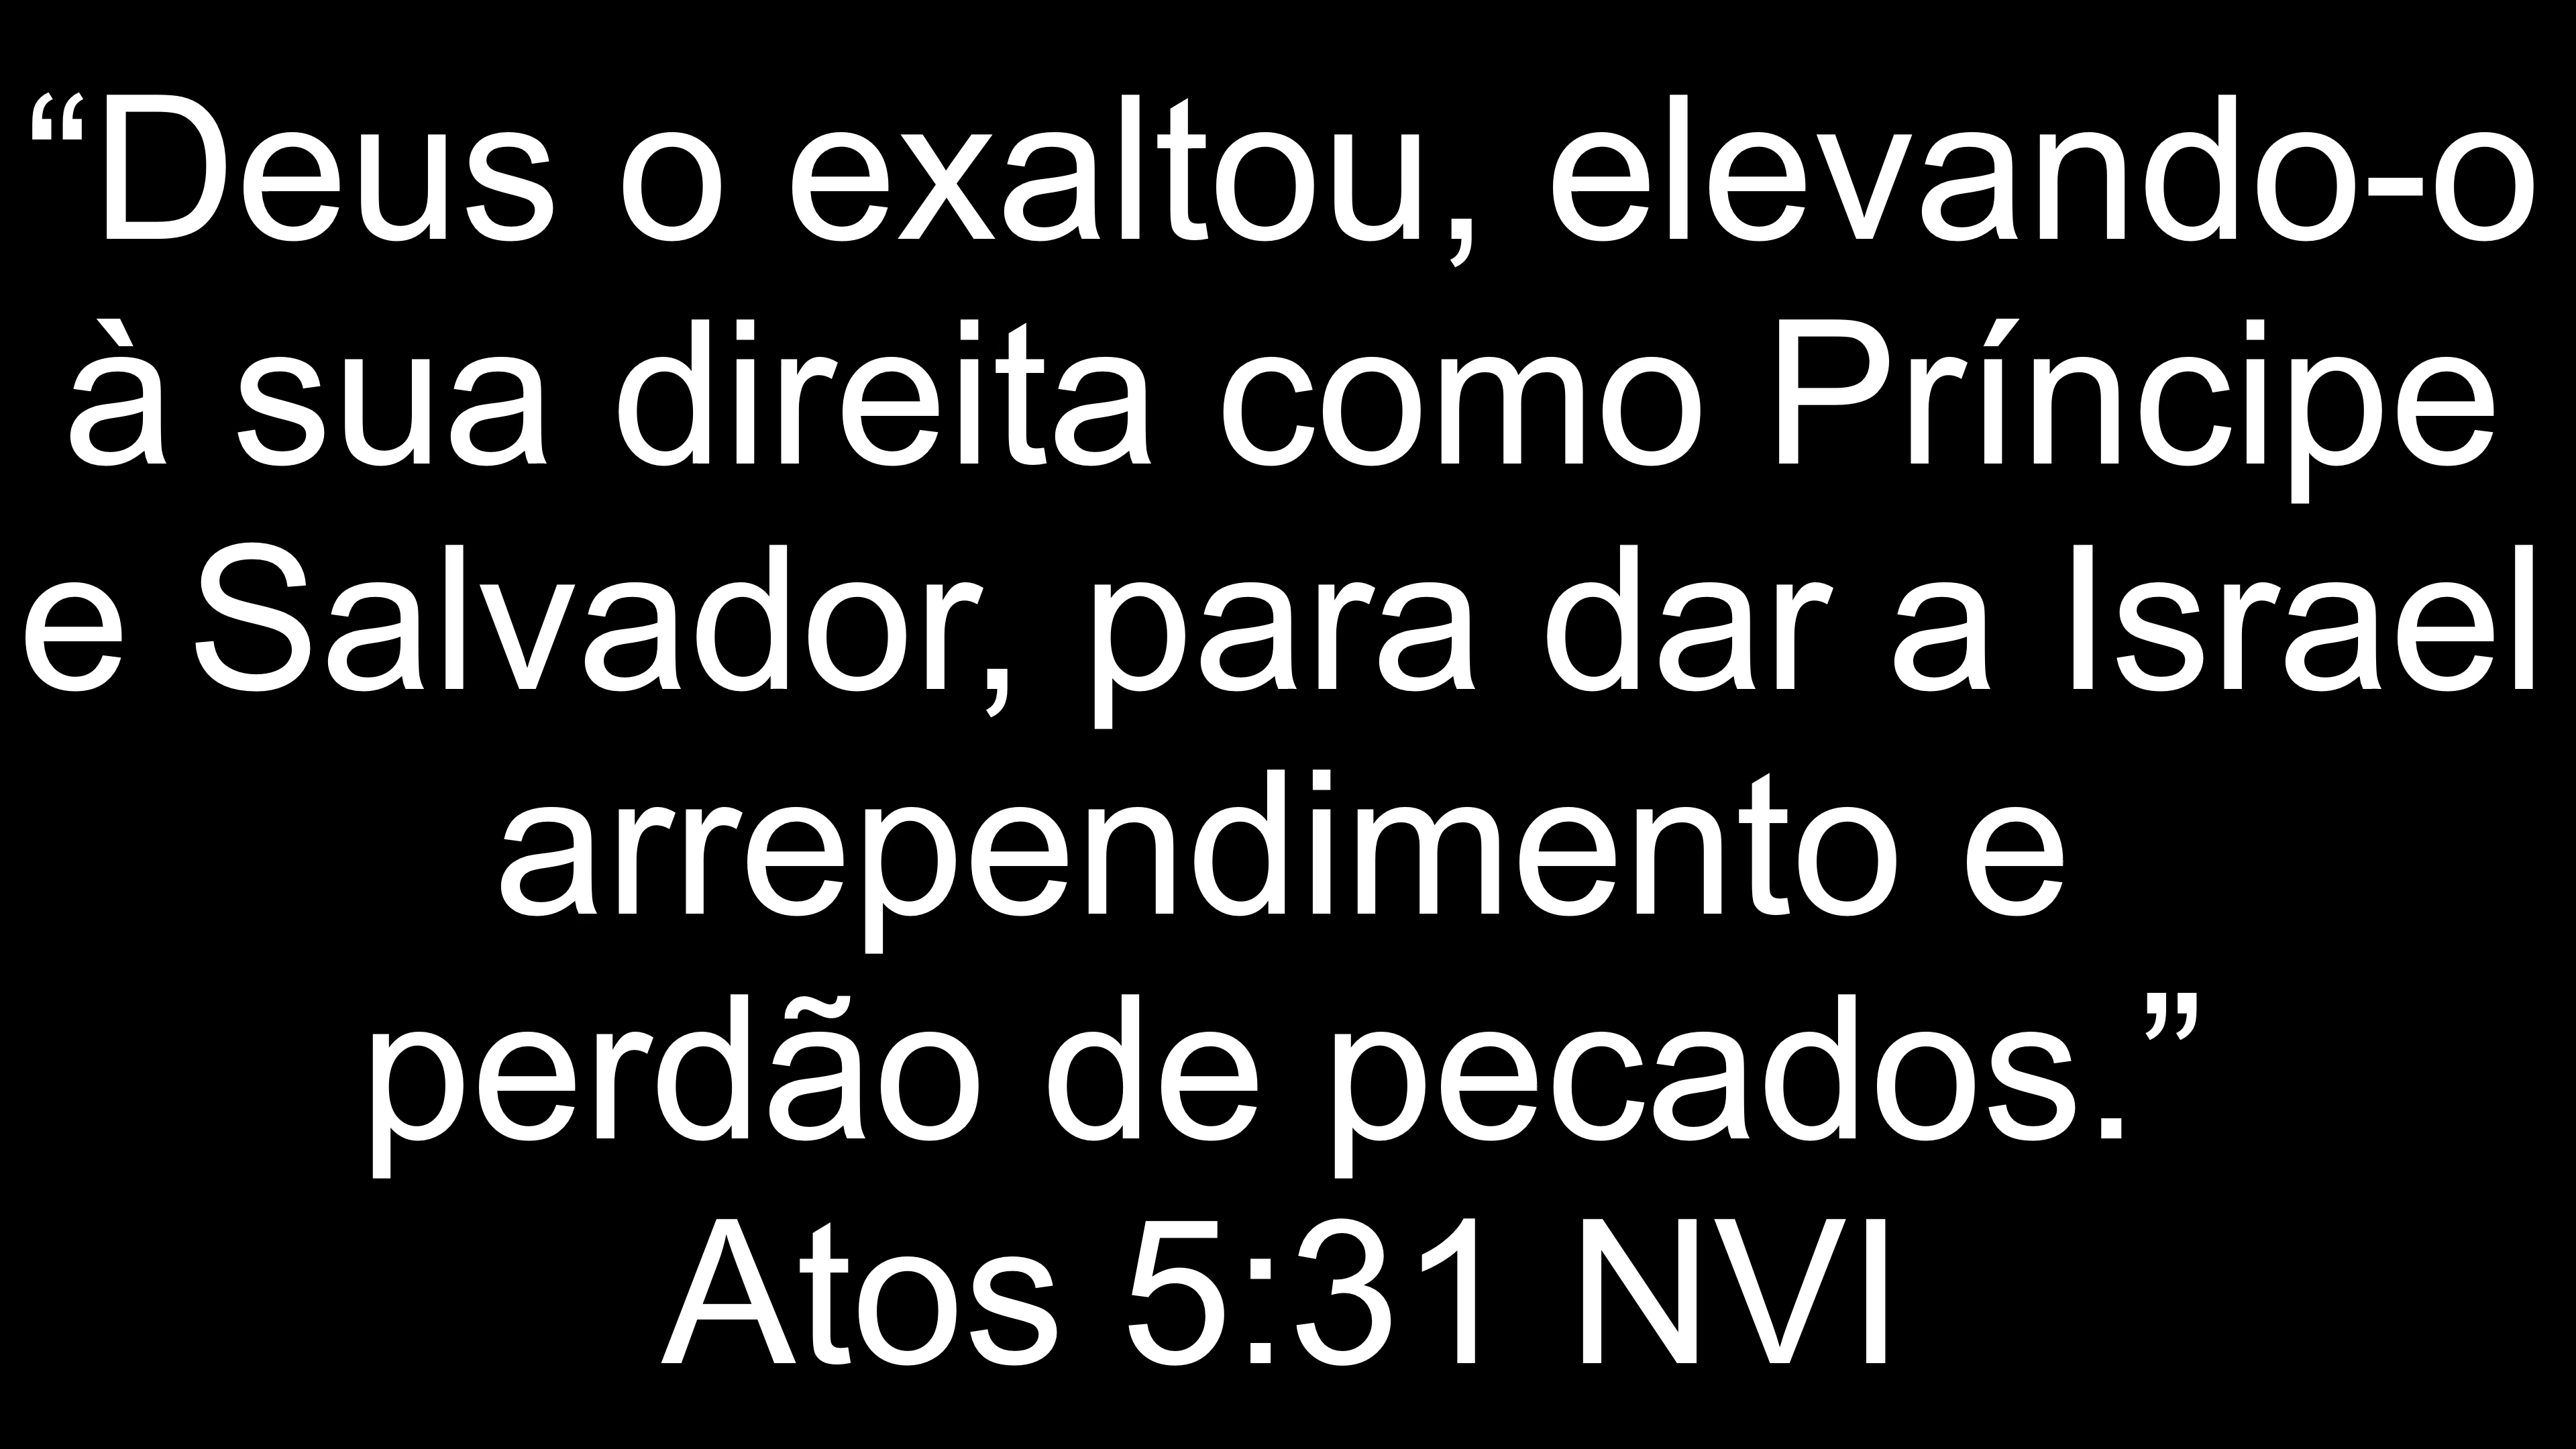 “Deus o exaltou, elevando-o
à sua direita como Príncipe
e Salvador, para dar a Israel
arrependimento e
perdão de pecados.”
Atos 5:31 NVI